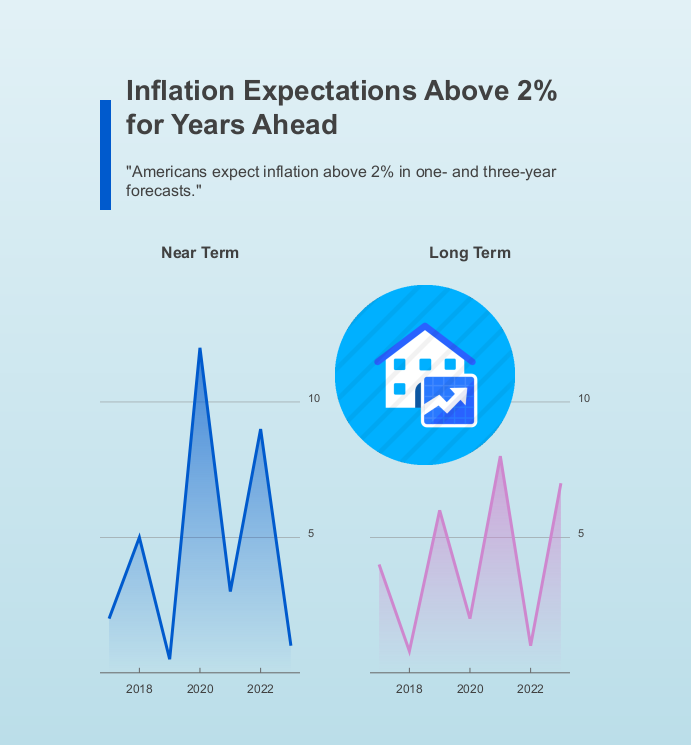 Inflation Expectations Above 2%
for Years Ahead
"Americans expect inflation above 2% in one- and three-year
forecasts."
Near Term
Long Term
10
5
2018
2020
2022
10
5
2018
2020
2022